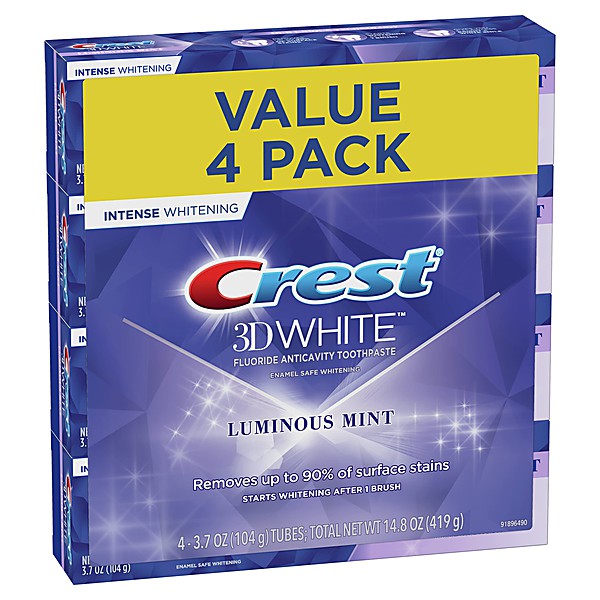 INTENSE WHITENING
VALUE
4 PACK
INTENSE WHITENING
Crest®
3DWHITE™
FLUORIDE ANTICAVITY TOOTHPASTE
ENAMEL SAFE WHITENING
LUMINOUS MINT
Removes up to 90% of surface stains
STARTS WHITENING AFTER 1 BRUSH
4 - 3.7 OZ (104 g) TUBES; TOTAL NET WT 14.8 OZ (419 g)
91896490
3.7 OZ (104 g)
ENAMEL SAFE WHITENING